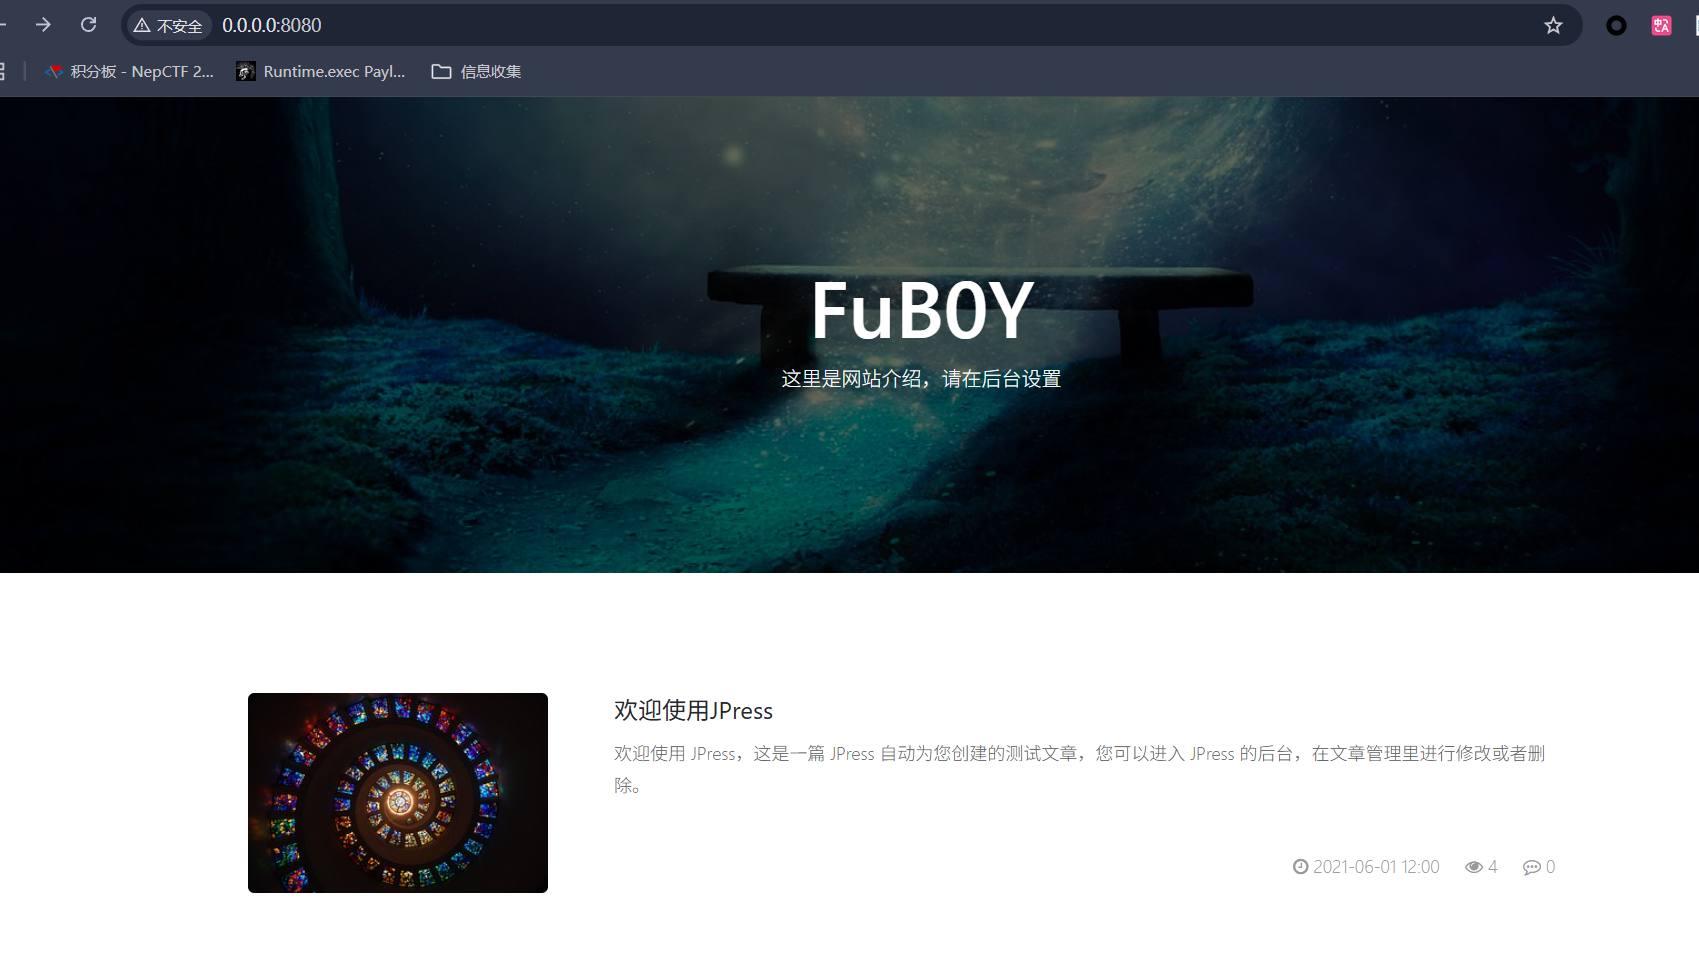 不安全 0.0.0.0:8080
积分板 - NepCTF 2... Runtime.exec Payl... 信息收集
FuB0Y
这里是网站介绍，请在后台设置
欢迎使用JPress
欢迎使用 JPress，这是一篇 JPress 自动为您创建的测试文章，您可以进入 JPress 的后台，在文章管理里进行修改或者删
除。
2021-06-01 12:00 4 0